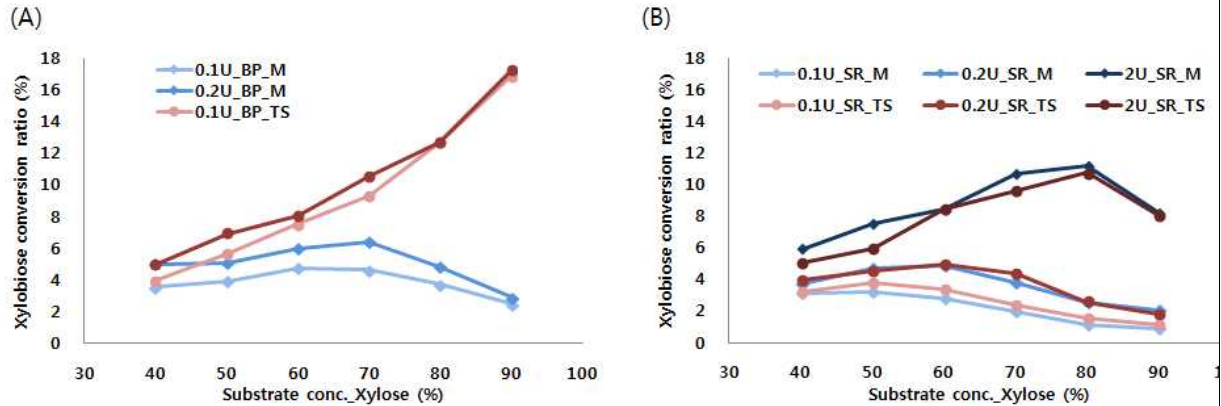 (A)
18
16
14
12
10
8
6
4
2
0
Xylobiose conversion ratio (%)
0.1U_BP_M
0.2U_BP_M
0.1U_BP_TS
30 40 50 60 70 80 90 100
Substrate conc._Xylose (%)
(B)
18
16
14
12
10
8
6
4
2
0
Xylobiose conversion ratio (%)
0.1U_SR_M 0.2U_SR_M 2U_SR_M
0.1U_SR_TS 0.2U_SR_TS 2U_SR_TS
30 40 50 60 70 80 90 1
Substrate conc._Xylose (%)